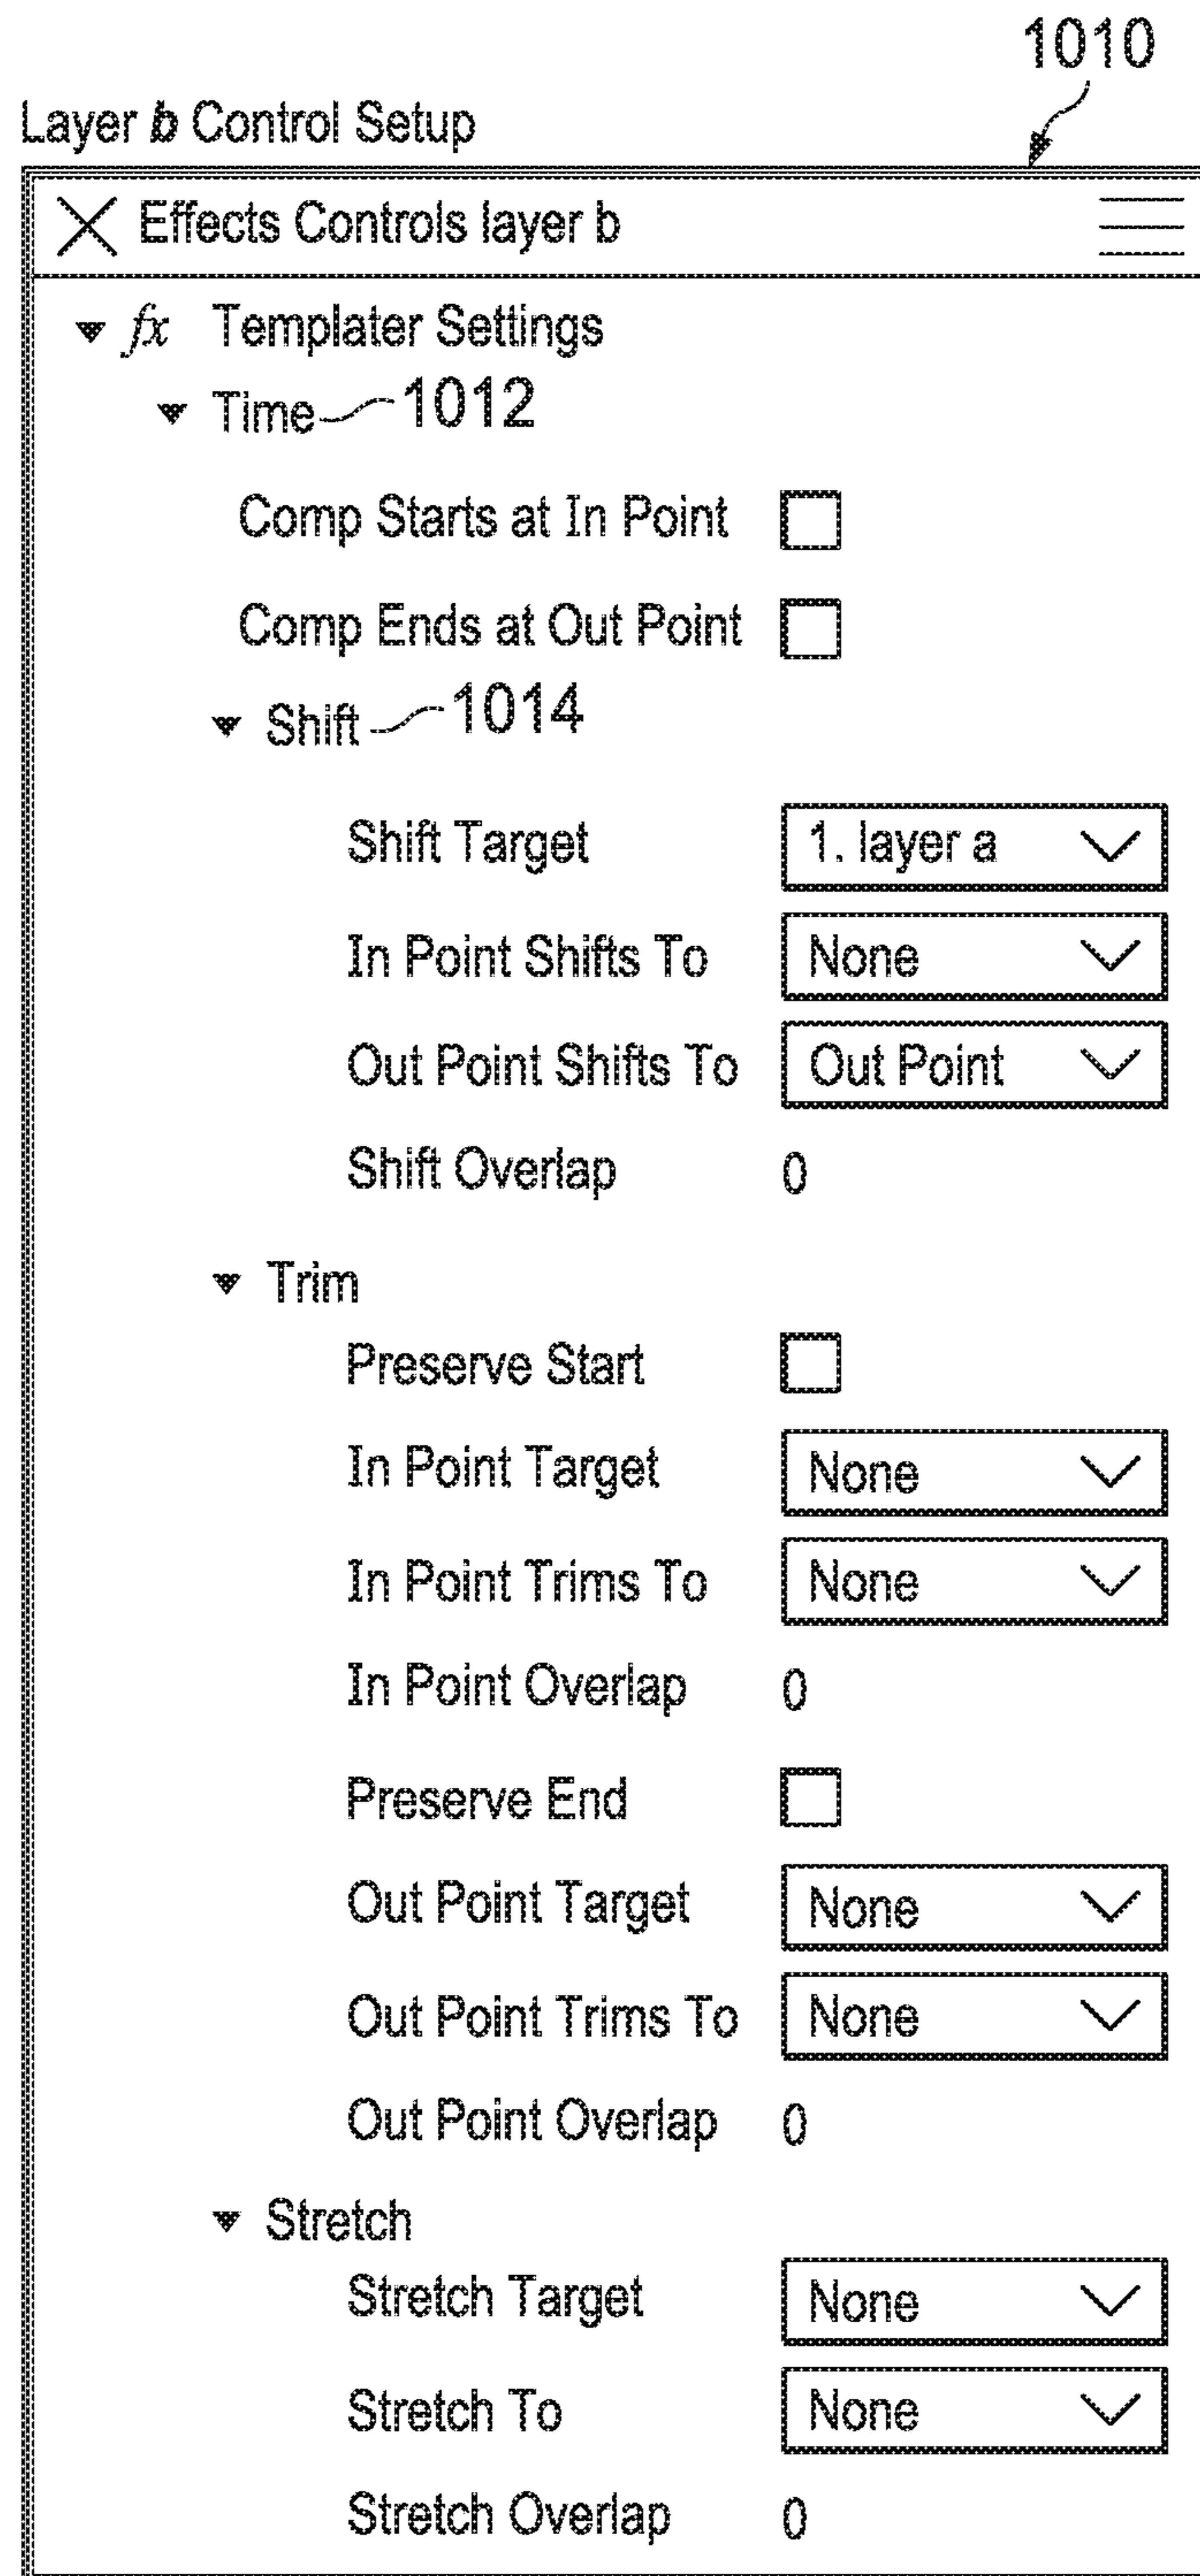 1010
Layer b Control Setup
Effects Controls layer b
fx Templater Settings
Time 1012
Comp Starts at In Point
Comp Ends at Out Point
Shift 1014
Shift Target 1. layer a
In Point Shifts To None
Out Point Shifts To Out Point
Shift Overlap 0
Trim
Preserve Start
In Point Target None
In Point Trims To None
In Point Overlap 0
Preserve End
Out Point Target None
Out Point Trims To None
Out Point Overlap 0
Stretch
Stretch Target None
Stretch To None
Stretch Overlap 0